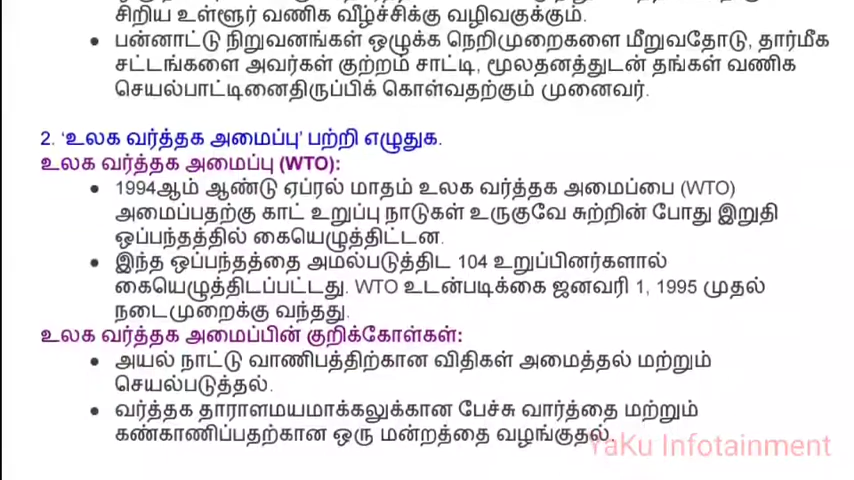 சிறிய உள்ளூர் வணிக வீழ்ச்சிக்கு வழிவகுக்கும்.
• பன்னாட்டு நிறுவனங்கள் ஒழுக்க நெறிமுறைகளை மீறுவதோடு, தார்மீக
சட்டங்களை அவர்கள் குற்றம் சாட்டி, மூலதனத்துடன் தங்கள் வணிக
செயல்பாட்டினைதிருப்பிக் கொள்வதற்கும் முனைவர்.
2. ‘உலக வர்த்தக அமைப்பு’ பற்றி எழுதுக.
உலக வர்த்தக அமைப்பு (WTO):
• 1994ஆம் ஆண்டு ஏப்ரல் மாதம் உலக வர்த்தக அமைப்பை (WTO)
அமைப்பதற்கு காட் உறுப்பு நாடுகள் உருகுவே சுற்றின் போது இறுதி
ஒப்பந்தத்தில் கையெழுத்திட்டன.
• இந்த ஒப்பந்தத்தை அமல்படுத்திட 104 உறுப்பினர்களால்
கையெழுத்திடப்பட்டது. WTO உடன்படிக்கை ஜனவரி 1, 1995 முதல்
நடைமுறைக்கு வந்தது.
உலக வர்த்தக அமைப்பின் குறிக்கோள்கள்:
• அயல் நாட்டு வாணிபத்திற்கான விதிகள் அமைத்தல் மற்றும்
செயல்படுத்தல்.
• வர்த்தக தாராளமயமாக்கலுக்கான பேச்சு வார்த்தை மற்றும்
கண்காணிப்பதற்கான ஒரு மன்றத்தை வழங்குதல்.
YaKu Infotainment